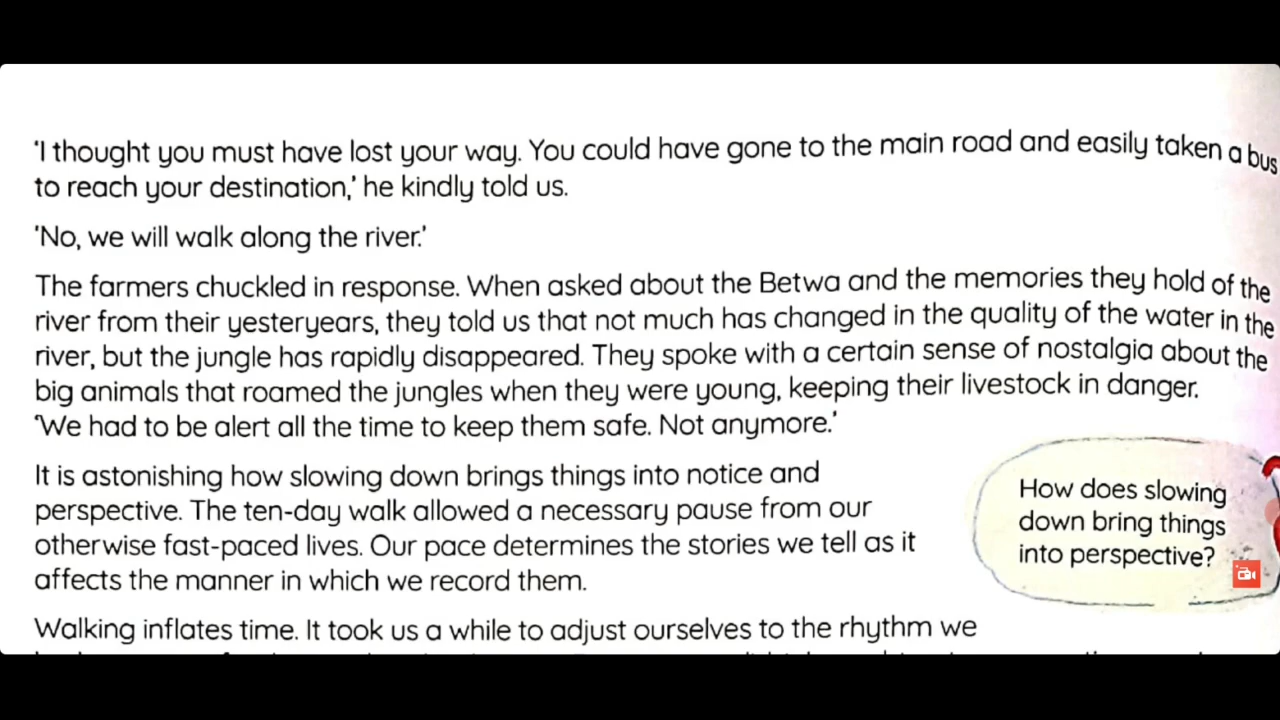 ‘I thought you must have lost your way. You could have gone to the main road and easily taken a bus
to reach your destination,’ he kindly told us.
‘No, we will walk along the river.’
The farmers chuckled in response. When asked about the Betwa and the memories they hold of the
river from their yesteryears, they told us that not much has changed in the quality of the water in the
river, but the jungle has rapidly disappeared. They spoke with a certain sense of nostalgia about the
big animals that roamed the jungles when they were young, keeping their livestock in danger.
‘We had to be alert all the time to keep them safe. Not anymore.’
It is astonishing how slowing down brings things into notice and
perspective. The ten-day walk allowed a necessary pause from our
otherwise fast-paced lives. Our pace determines the stories we tell as it
affects the manner in which we record them.
How does slowing
down bring things
into perspective?
Walking inflates time. It took us a while to adjust ourselves to the rhythm we